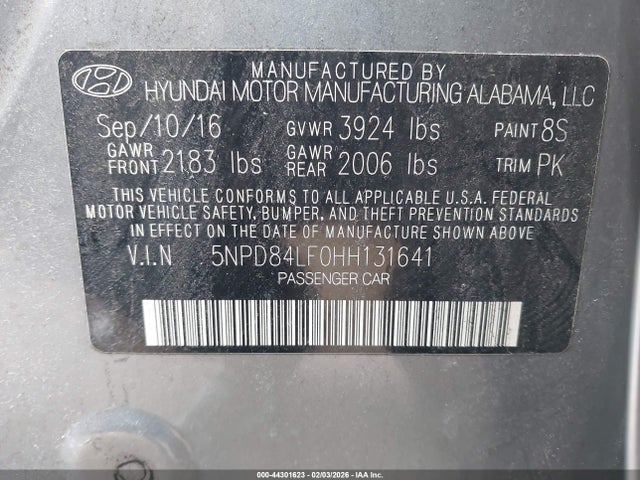 MANUFACTURED BY
HYUNDAI MOTOR MANUFACTURING ALABAMA, LLC
Sep/10/16 GVWR 3924 lbs PAINT 8S
GAWR FRONT 2183 lbs GAWR REAR 2006 lbs TRIM PK
THIS VEHICLE CONFORMS TO ALL APPLICABLE U.S.A. FEDERAL
MOTOR VEHICLE SAFETY, BUMPER, AND THEFT PREVENTION STANDARDS
IN EFFECT ON THE DATE OF MANUFACTURE SHOWN ABOVE.
V.I.N 5NPD84LF0HH131641
PASSENGER CAR
000-44301623 - 02/03/2026 - IAAI.com